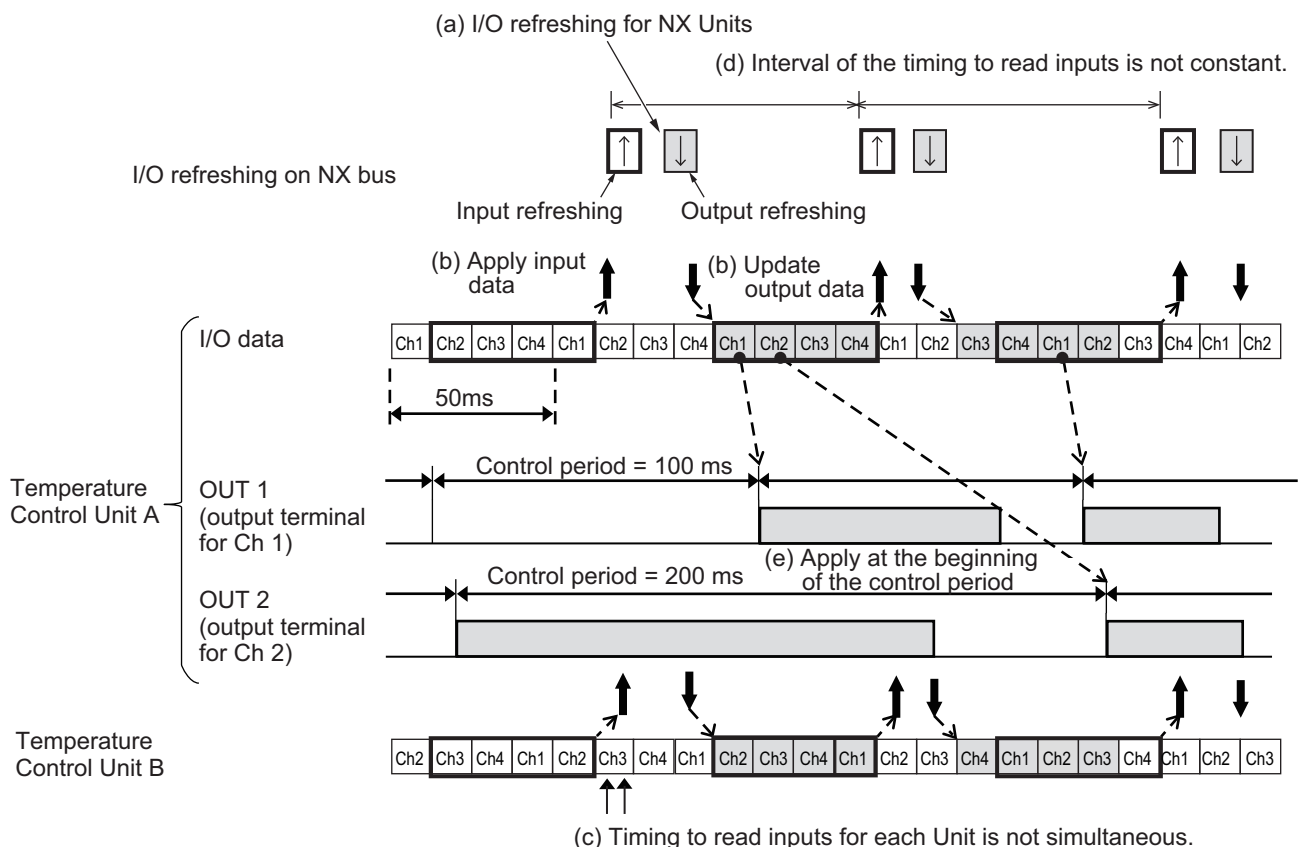 (a) I/O refreshing for NX Units
(d) Interval of the timing to read inputs is not constant.
I/O refreshing on NX bus
Input refreshing
Output refreshing
(b) Apply input
data
(b) Update
output data
I/O data
Ch1 Ch2 Ch3 Ch4 Ch1 Ch2 Ch3 Ch4 Ch1 Ch2 Ch3 Ch4 Ch1 Ch2 Ch3 Ch4 Ch1 Ch2 Ch3 Ch4 Ch1 Ch2
50ms
Temperature
Control Unit A
Control period = 100 ms
OUT 1
(output terminal
for Ch 1)
(e) Apply at the beginning
of the control period
Control period = 200 ms
OUT 2
(output terminal
for Ch 2)
Temperature
Control Unit B
Ch2 Ch3 Ch4 Ch1 Ch2 Ch3 Ch4 Ch1 Ch2 Ch3 Ch4 Ch1 Ch2 Ch3 Ch4 Ch1 Ch2 Ch3 Ch4 Ch1 Ch2 Ch3
(c) Timing to read inputs for each Unit is not simultaneous.